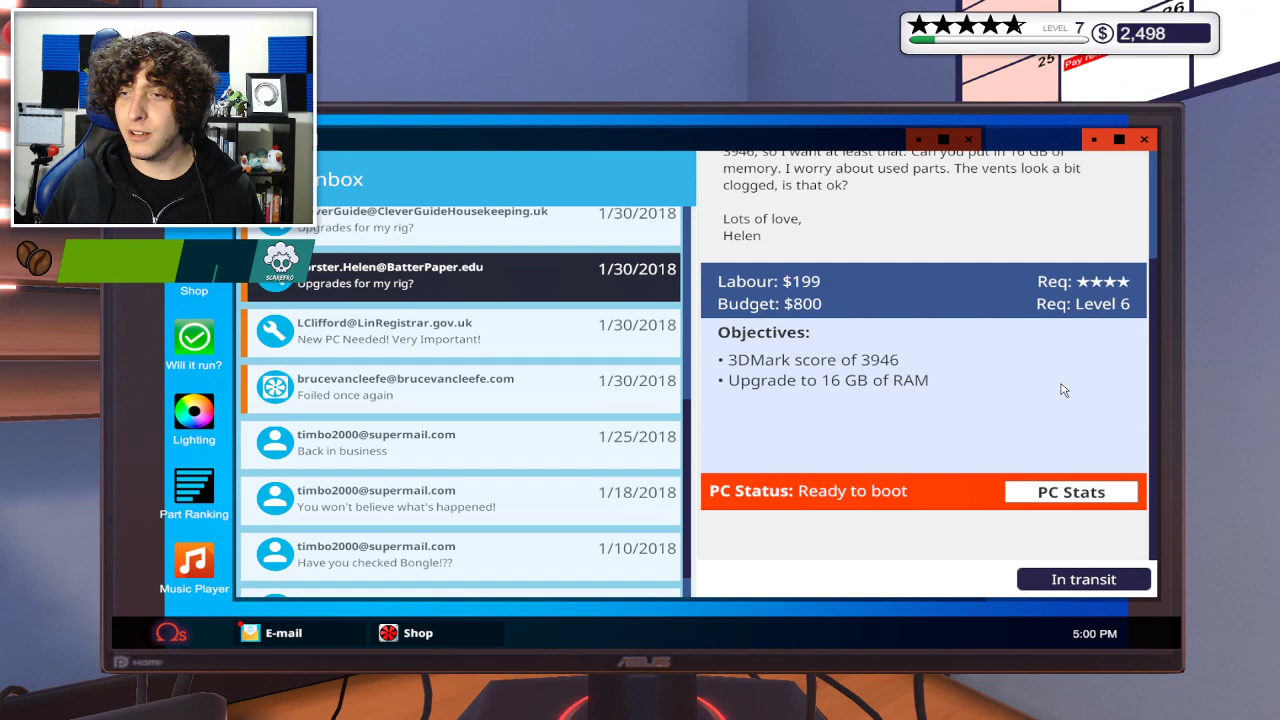 LEVEL 7
$ 2,498
26
25
nbox
3946, so I want at least that. Can you put in 16 GB of
memory. I worry about used parts. The vents look a bit
clogged, is that ok?
Lots of love,
Helen
verGuide@CleverGuideHousekeeping.uk
1/30/2018
Upgrades for my rig?
orster.Helen@BatterPaper.edu
1/30/2018
Upgrades for my rig?
LClifford@LinRegistrar.gov.uk
1/30/2018
New PC Needed! Very Important!
brucevancleefe@brucevancleefe.com
1/30/2018
Foiled once again
timbo2000@supermail.com
1/25/2018
Back in business
timbo2000@supermail.com
1/18/2018
You won't believe what's happened!
timbo2000@supermail.com
1/10/2018
Have you checked Bongle!??
SCAREPRO
Shop
Will it run?
Lighting
Part Ranking
Music Player
Labour: $199
Req: ★★★★
Budget: $800
Req: Level 6
Objectives:
• 3DMark score of 3946
• Upgrade to 16 GB of RAM
PC Status: Ready to boot
PC Stats
In transit
Ωs
E-mail
Shop
5:00 PM
HDMI
ASUS